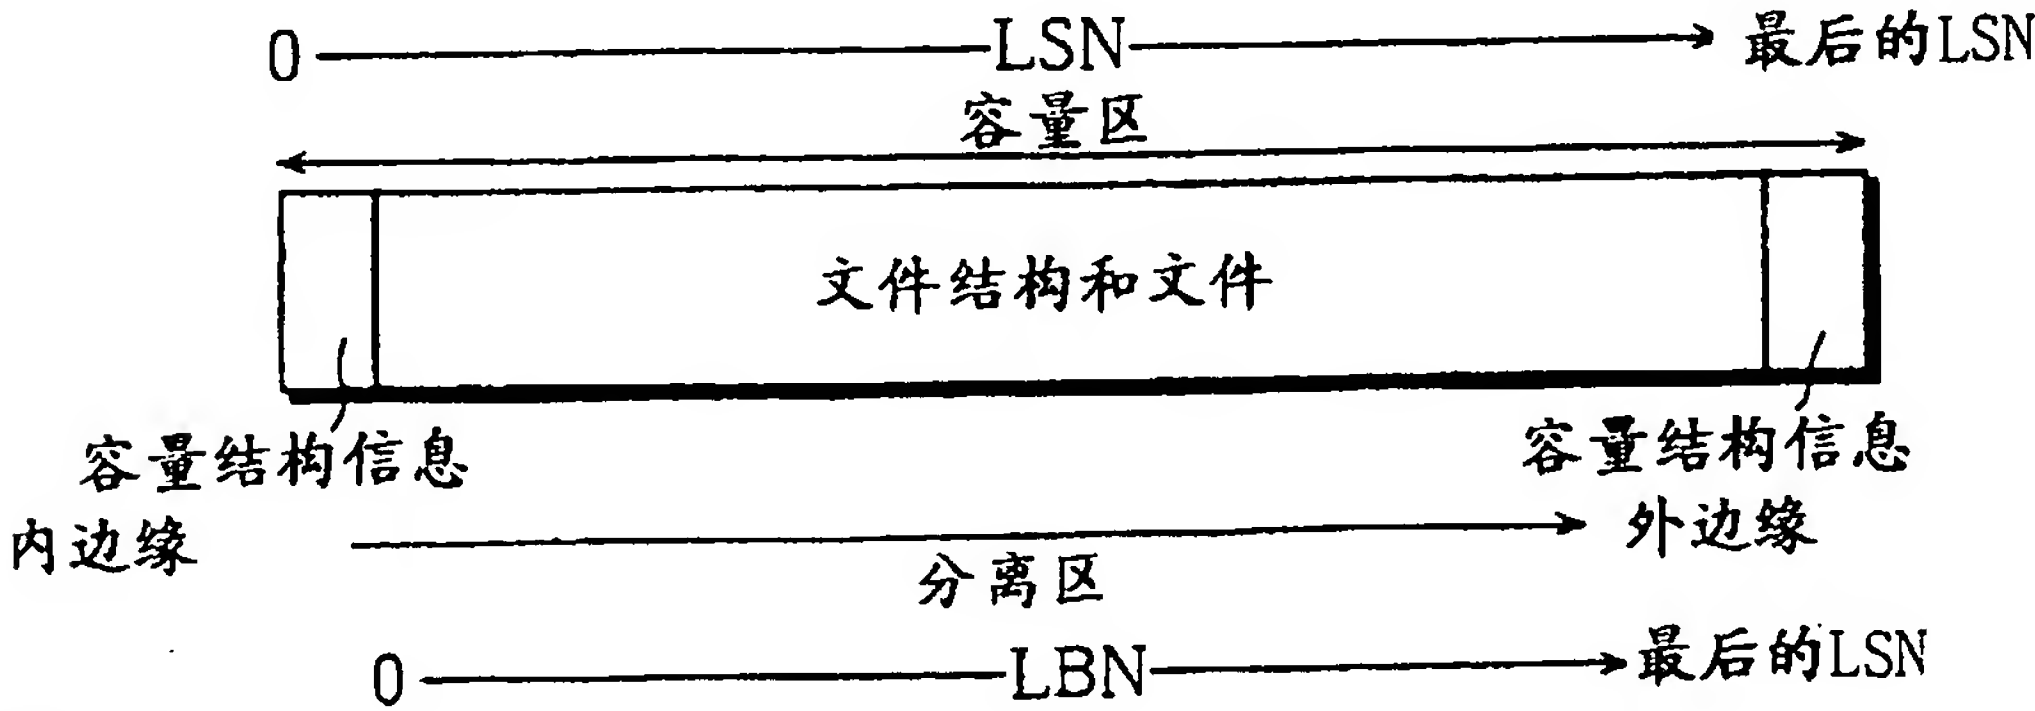 0 LSN 最后的LSN
容量区
文件结构和文件
容量结构信息 容量结构信息
内边缘 外边缘
分离区
0 LBN 最后的LSN